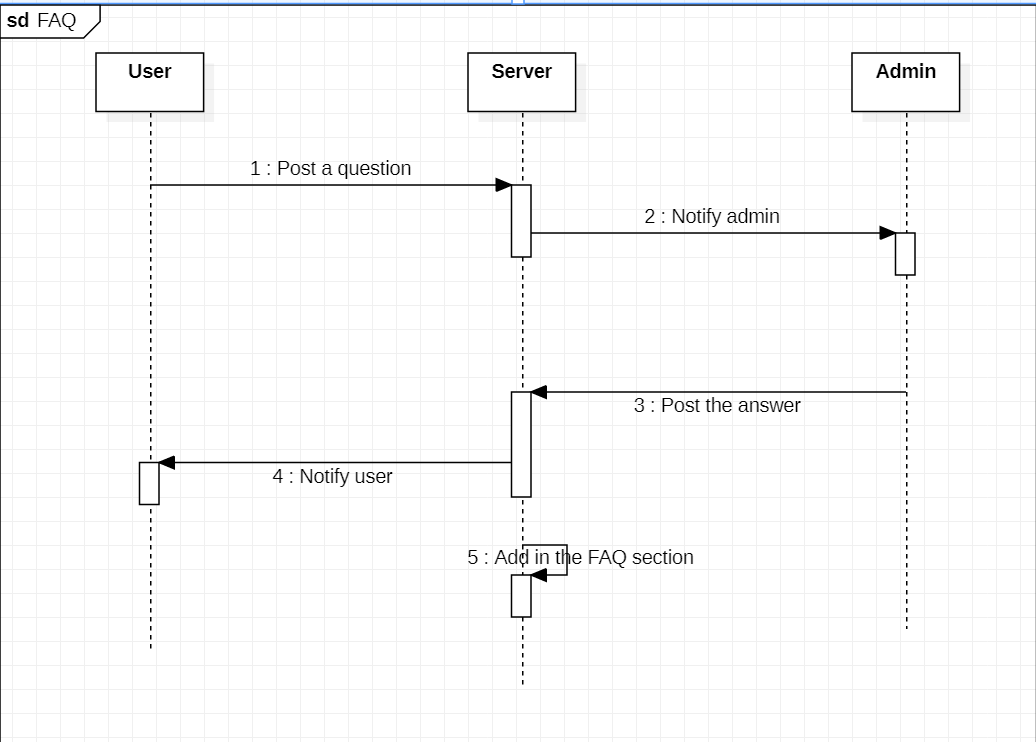 sd FAQ
User
Server
Admin
1 : Post a question
2 : Notify admin
3 : Post the answer
4 : Notify user
5 : Add in the FAQ section